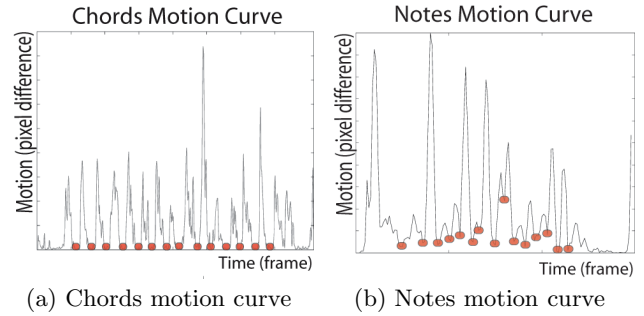 Chords Motion Curve
Motion (pixel difference)
Time (frame)
(a) Chords motion curve
Notes Motion Curve
Motion (pixel difference)
Time (frame)
(b) Notes motion curve